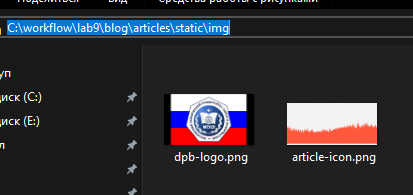 Поделиться Вид Средства работы с рисунками
C:\workflow\lab9\blog\articles\static\img
уп
диск (C:)
диск (E:)
л
dpb-logo.png article-icon.png